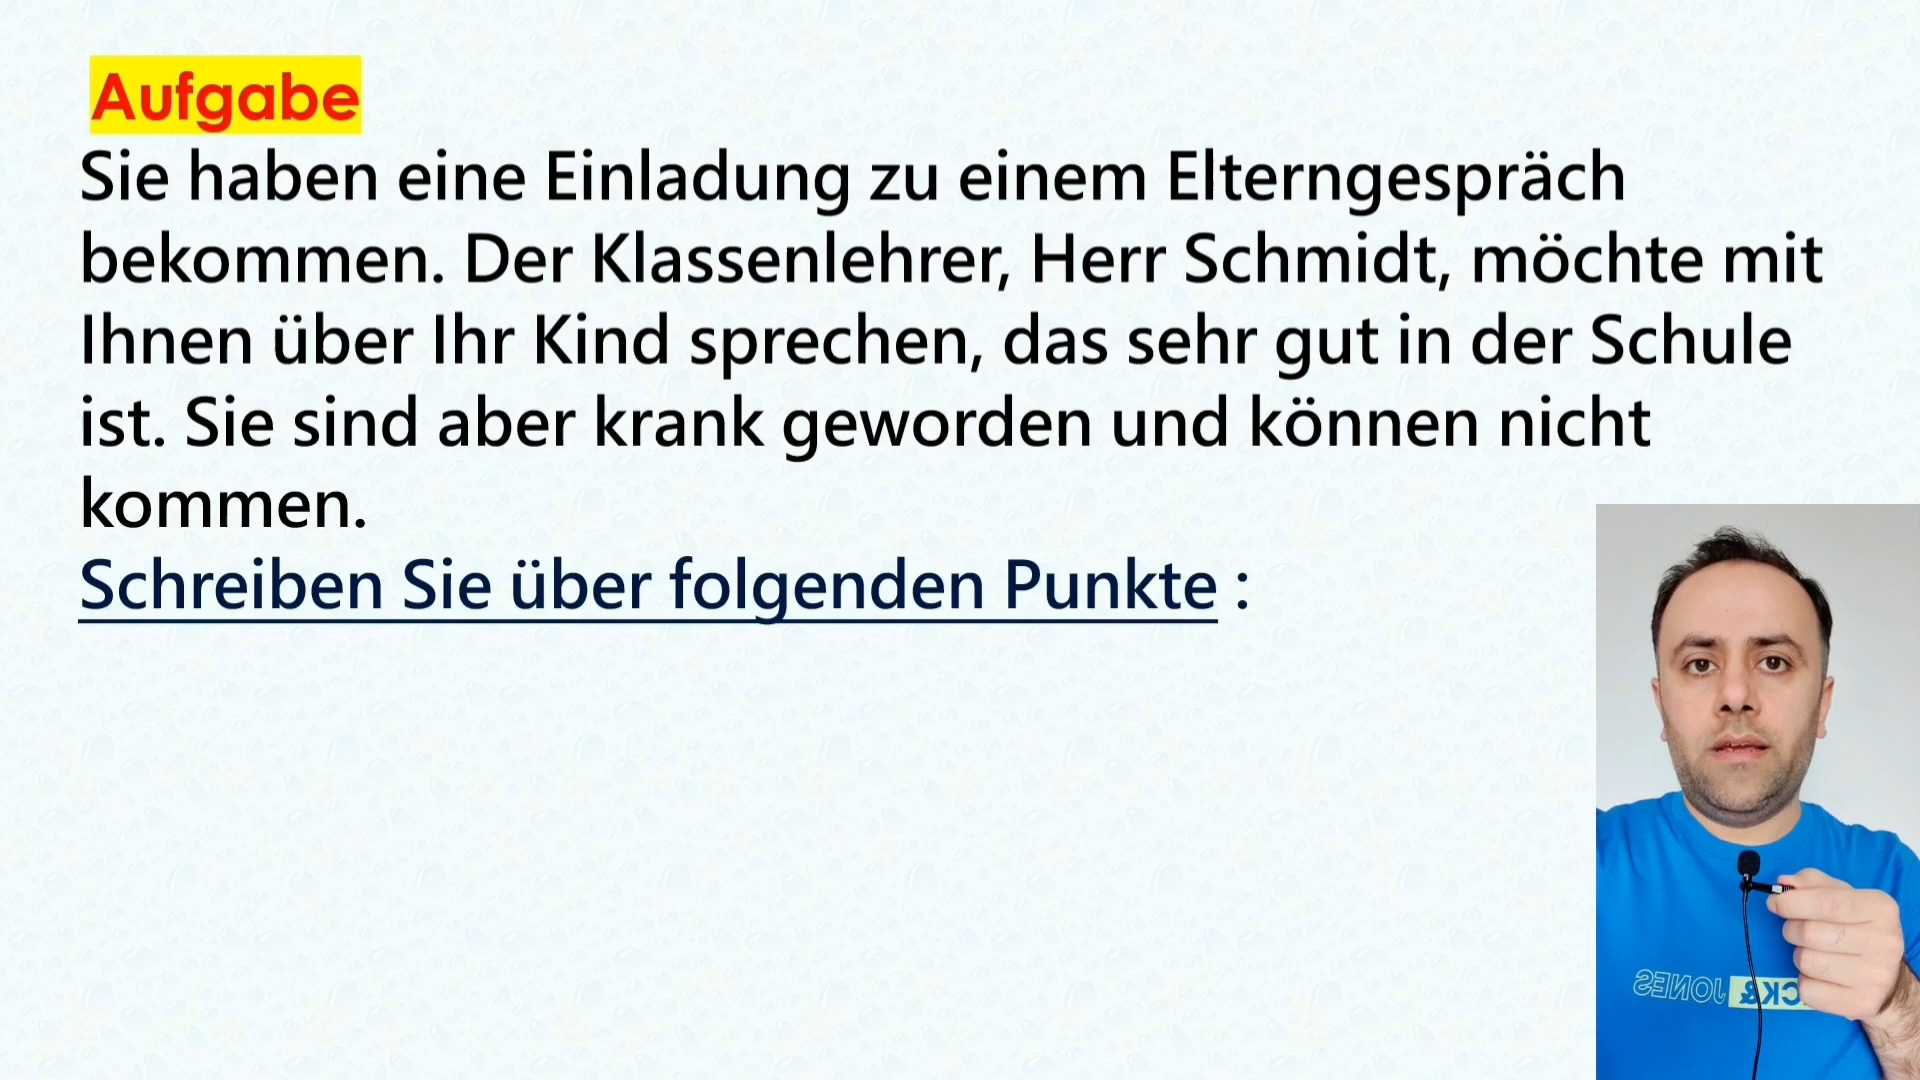 Aufgabe
Sie haben eine Einladung zu einem Elterngespräch
bekommen. Der Klassenlehrer, Herr Schmidt, möchte mit
Ihnen über Ihr Kind sprechen, das sehr gut in der Schule
ist. Sie sind aber krank geworden und können nicht
kommen.
Schreiben Sie über folgenden Punkte :
CK& JONES